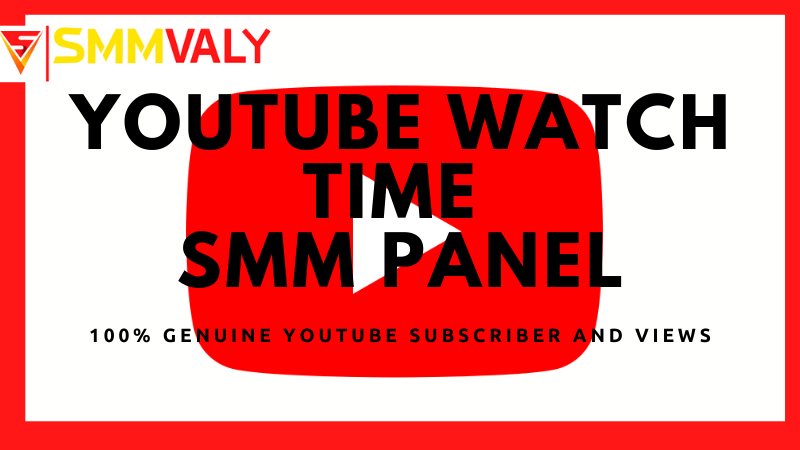 SMMVALY
YOUTUBE WATCH
TIME
SMM PANEL
100% GENUINE YOUTUBE SUBSCRIBER AND VIEWS